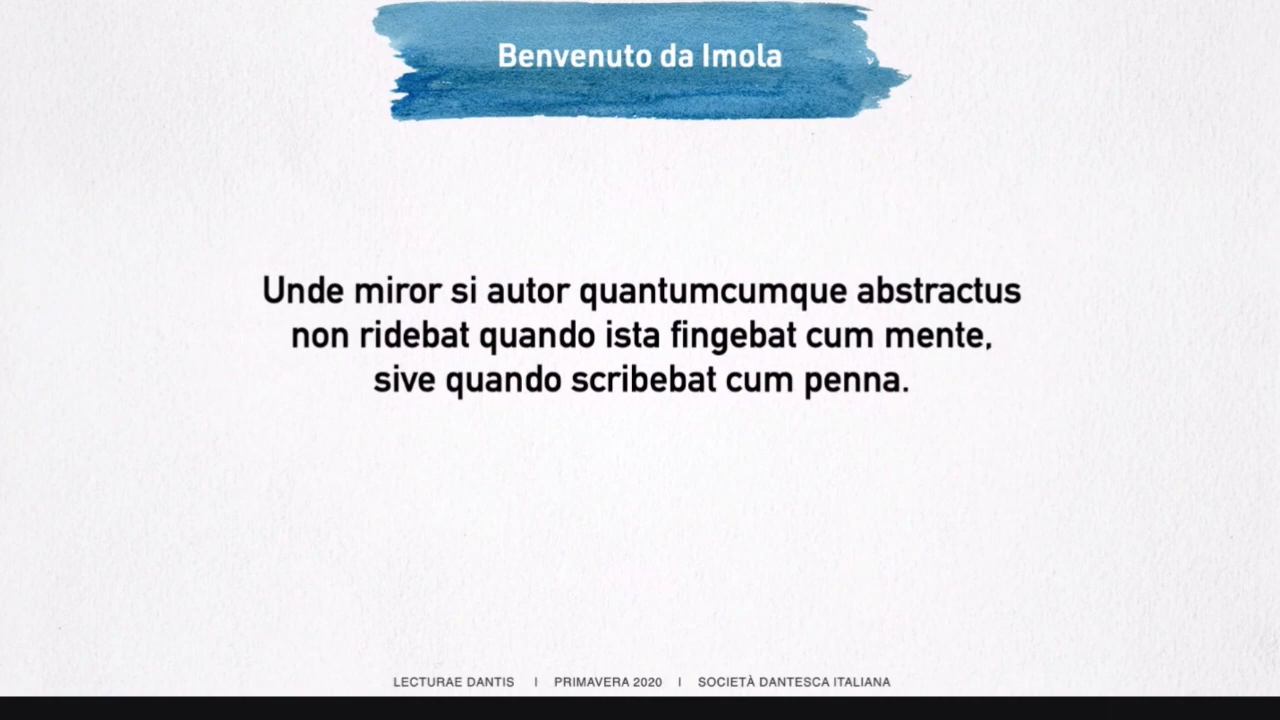 Benvenuto da Imola
Unde miror si autor quantumcumque abstractus
non ridebat quando ista fingebat cum mente,
sive quando scribebat cum penna.
LECTURAE DANTIS | PRIMAVERA 2020 | SOCIETÀ DANTESCA ITALIANA